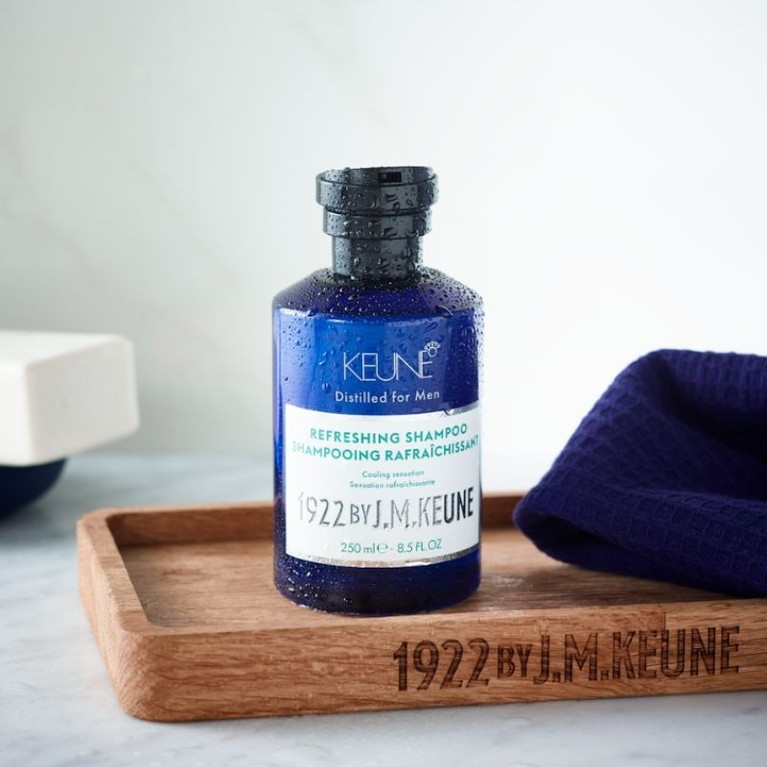 KEUNE
Distilled for Men
REFRESHING SHAMPOO
SHAMPOOING RAFRAÎCHISSANT
Cooling sensation
Sensation rafraîchissante
1922 BY J.M.KEUNE
250 ml e - 8.5 FL OZ
1922 BY J.M.KEUNE